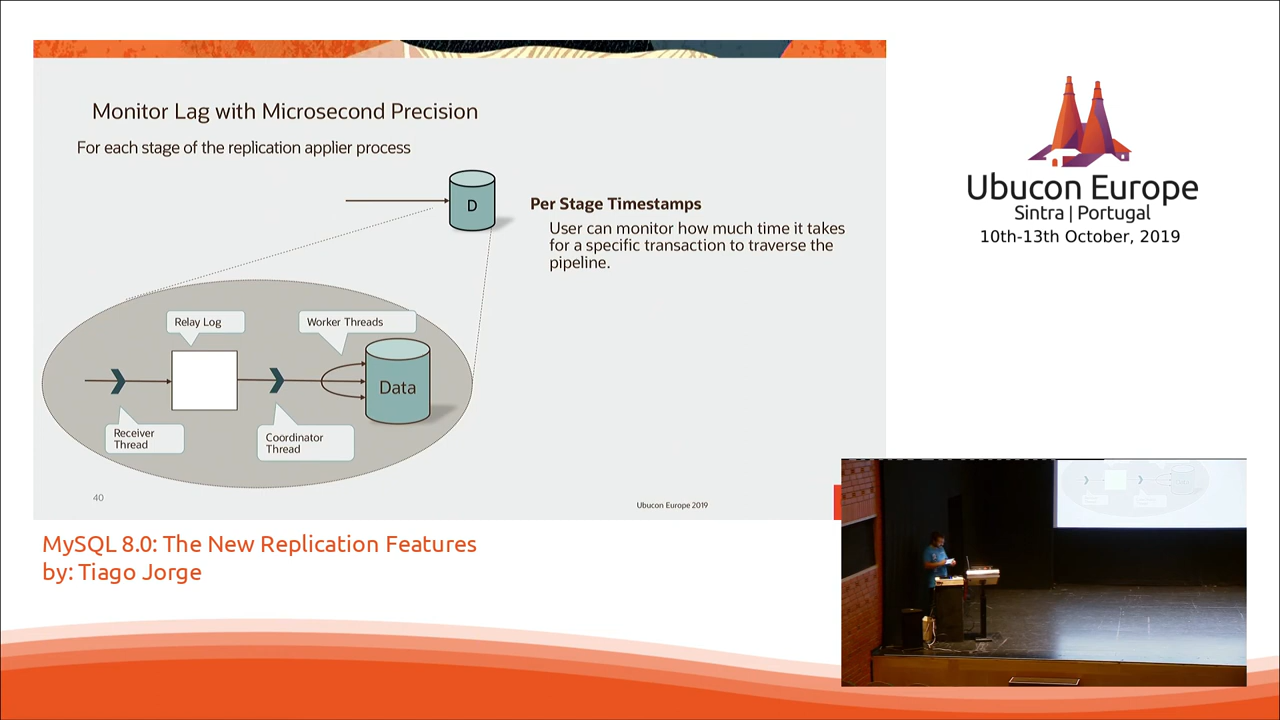 Monitor Lag with Microsecond Precision
For each stage of the replication applier process
D
Per Stage Timestamps
User can monitor how much time it takes
for a specific transaction to traverse the
pipeline.
Relay Log
Worker Threads
Data
Receiver
Thread
Coordinator
Thread
40
Ubucon Europe 2019
Ubucon Europe
Sintra | Portugal
10th-13th October, 2019
MySQL 8.0: The New Replication Features
by: Tiago Jorge